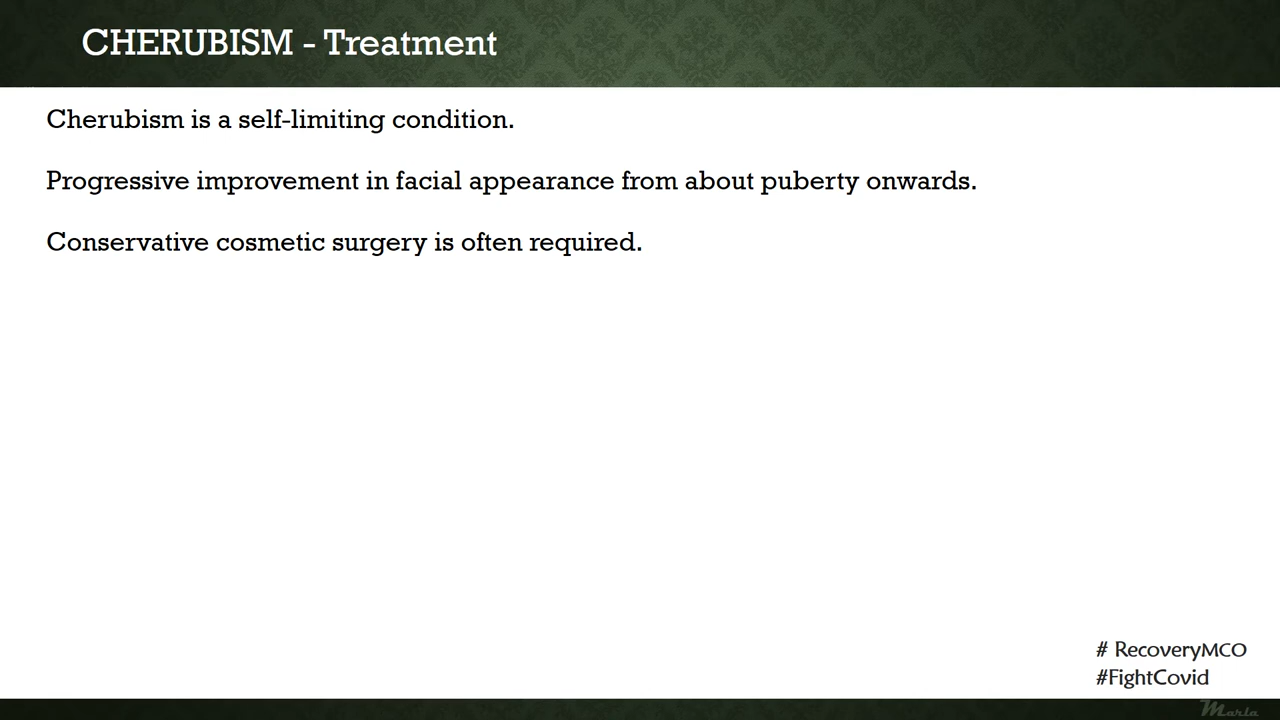 CHERUBISM - Treatment
Cherubism is a self-limiting condition.
Progressive improvement in facial appearance from about puberty onwards.
Conservative cosmetic surgery is often required.
# RecoveryMCO
#FightCovid
Marla